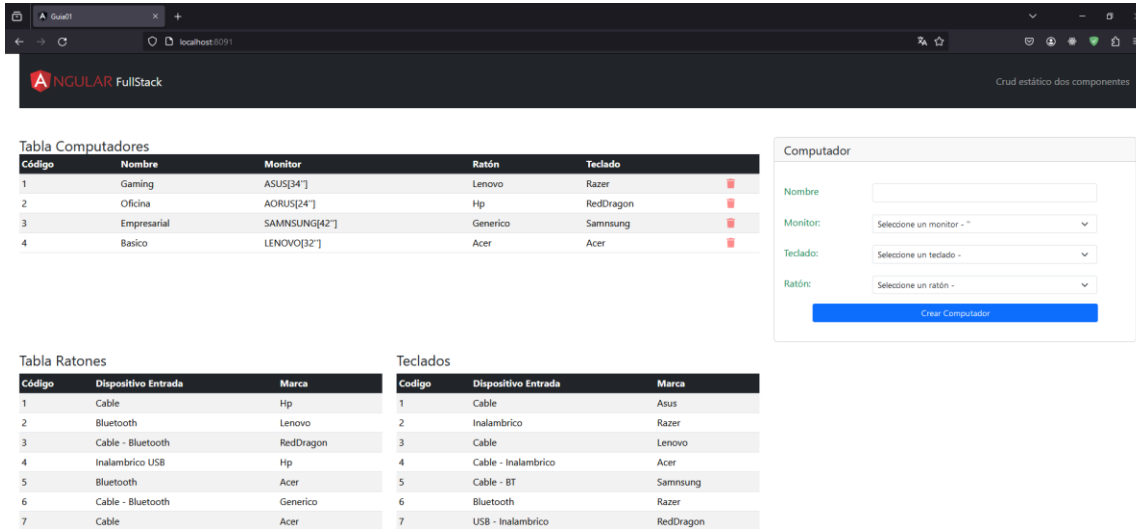 Guia01
localhost:8091
ANGULAR FullStack
Crud estático dos componentes
Tabla Computadores
Código Nombre Monitor Ratón Teclado
1 Gaming ASUS[34"] Lenovo Razer
2 Oficina AORUS[24"] Hp RedDragon
3 Empresarial SAMNSUNG[42"] Generico Samnsung
4 Basico LENOVO[32"] Acer Acer
Computador
Nombre
Monitor: Seleccione un monitor - "
Teclado: Seleccione un teclado -
Ratón: Seleccione un ratón -
Crear Computador
Tabla Ratones
Código Dispositivo Entrada Marca
1 Cable Hp
2 Bluetooth Lenovo
3 Cable - Bluetooth RedDragon
4 Inalambrico USB Hp
5 Bluetooth Acer
6 Cable - Bluetooth Generico
7 Cable Acer
Teclados
Codigo Dispositivo Entrada Marca
1 Cable Asus
2 Inalambrico Razer
3 Cable Lenovo
4 Cable - Inalambrico Acer
5 Cable - BT Samnsung
6 Bluetooth Razer
7 USB - Inalambrico RedDragon